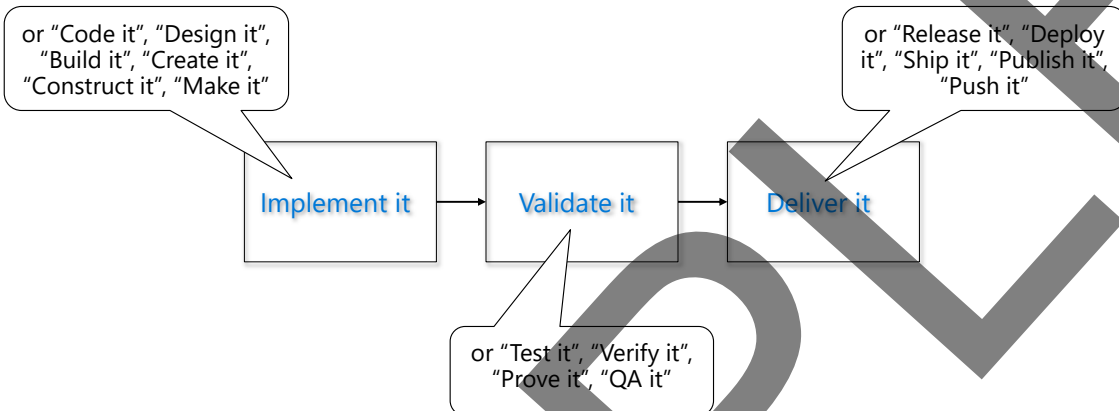 or “Code it”, “Design it”,
“Build it”, “Create it”,
“Construct it”, “Make it”
or “Release it”, “Deploy
it”, “Ship it”, “Publish it”,
“Push it”
Implement it
Validate it
Deliver it
or “Test it”, “Verify it”,
“Prove it”, “QA it”